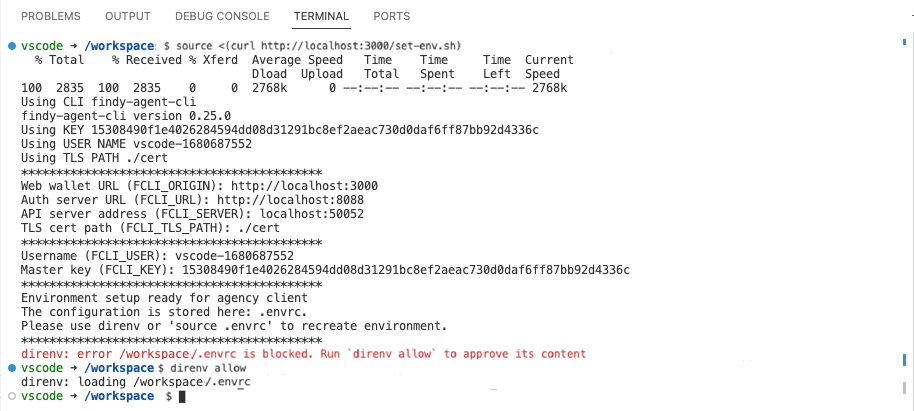 PROBLEMS OUTPUT DEBUG CONSOLE TERMINAL PORTS
vscode → /workspace $ source <(curl http://localhost:3000/set-env.sh)
% Total % Received % Xferd Average Speed Time Time Time Current
Dload Upload Total Spent Left Speed
100 2835 100 2835 0 0 2768k 0 --:--:-- --:--:-- --:--:-- 2768k
Using CLI findy-agent-cli
findy-agent-cli version 0.25.0
Using KEY 15308490f1e4026284594dd08d31291bc8ef2aeac730d0daf6ff87bb92d4336c
Using USER NAME vscode-1680687552
Using TLS PATH ./cert
*******************************************
Web wallet URL (FCLI_ORIGIN): http://localhost:3000
Auth server URL (FCLI_URL): http://localhost:8088
API server address (FCLI_SERVER): localhost:50052
TLS cert path (FCLI_TLS_PATH): ./cert
*******************************************
Username (FCLI_USER): vscode-1680687552
Master key (FCLI_KEY): 15308490f1e4026284594dd08d31291bc8ef2aeac730d0daf6ff87bb92d4336c
*******************************************
Environment setup ready for agency client
The configuration is stored here: .envrc.
Please use direnv or 'source .envrc' to recreate environment.
*******************************************
direnv: error /workspace/.envrc is blocked. Run `direnv allow` to approve its content
vscode → /workspace $ direnv allow
direnv: loading /workspace/.envrc
vscode → /workspace $